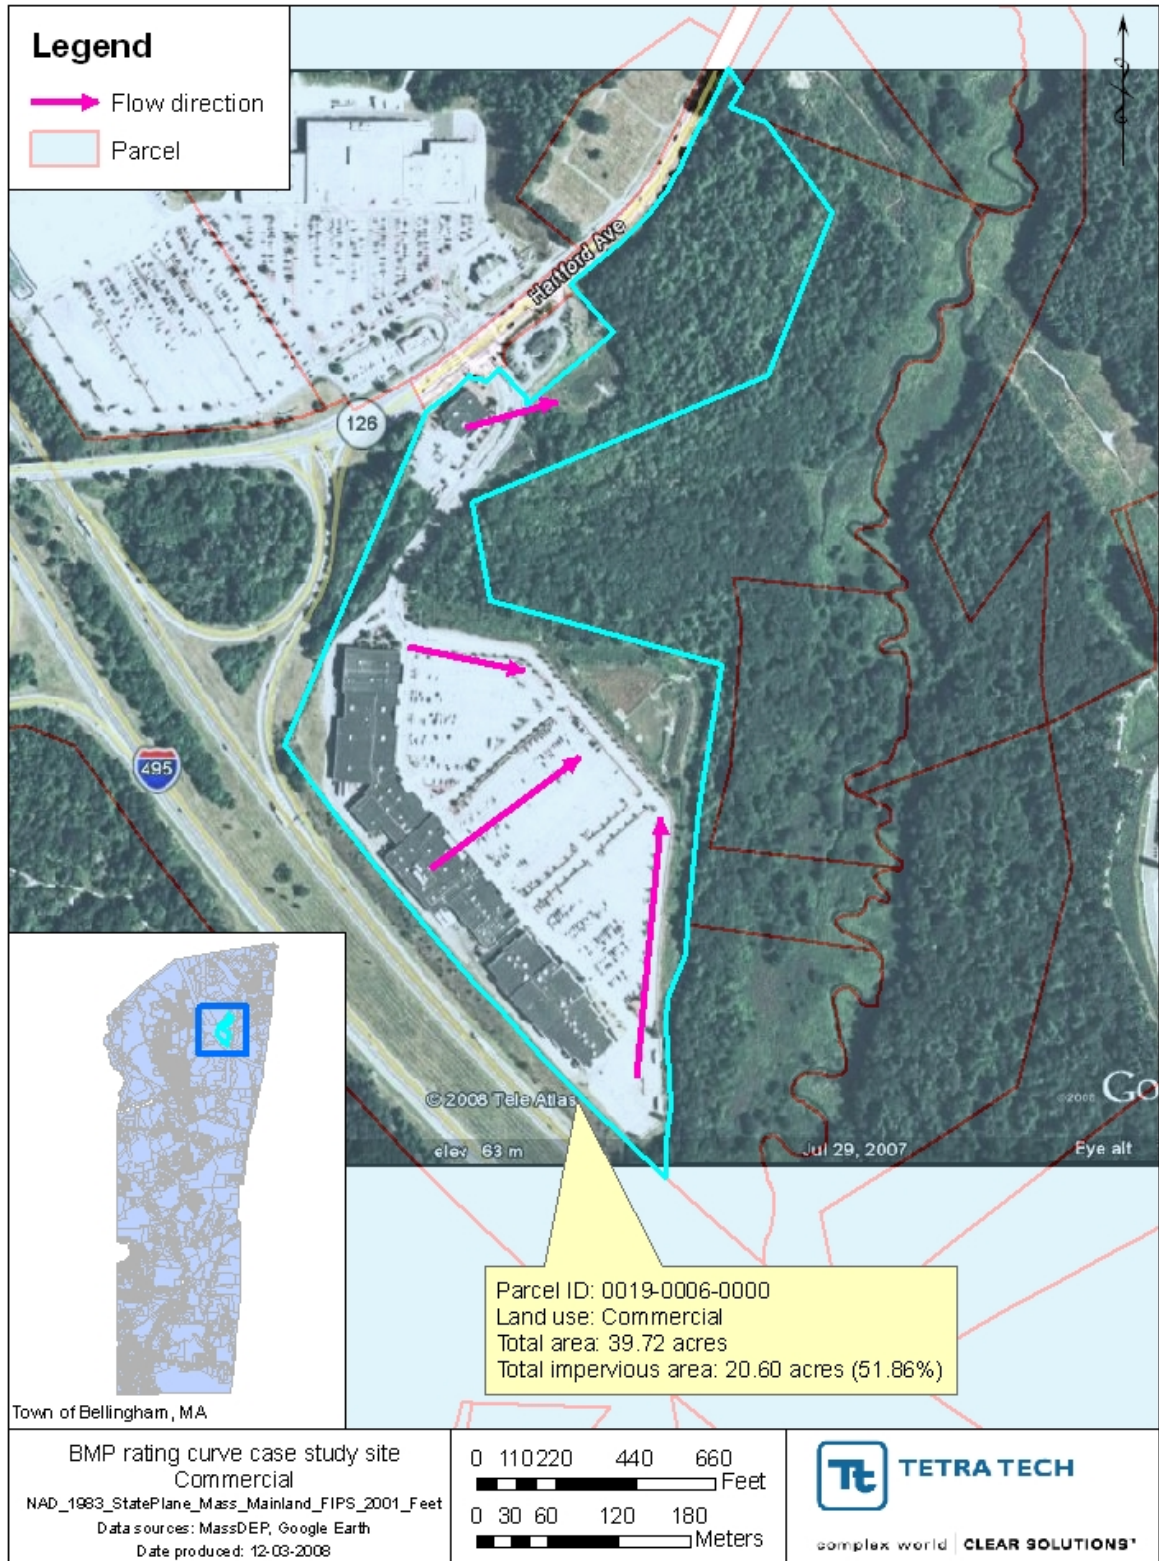 Legend
Flow direction
Parcel
Hartford Ave
126
495
© 2008 Tele Atlas
© 2008 Go
elev 63 m
Jul 29, 2007
Eye alt
Parcel ID: 0019-0006-0000
Land use: Commercial
Total area: 39.72 acres
Total impervious area: 20.60 acres (51.86%)
Town of Bellingham, MA
BMP rating curve case study site
Commercial
NAD_1983_StatePlane_Mass_Mainland_FIPS_2001_Feet
Data sources: MassDEP, Google Earth
Date produced: 12-03-2008
0 110 220 440 660
Feet
0 30 60 120 180
Meters
Tt TETRA TECH
complex world | CLEAR SOLUTIONS™